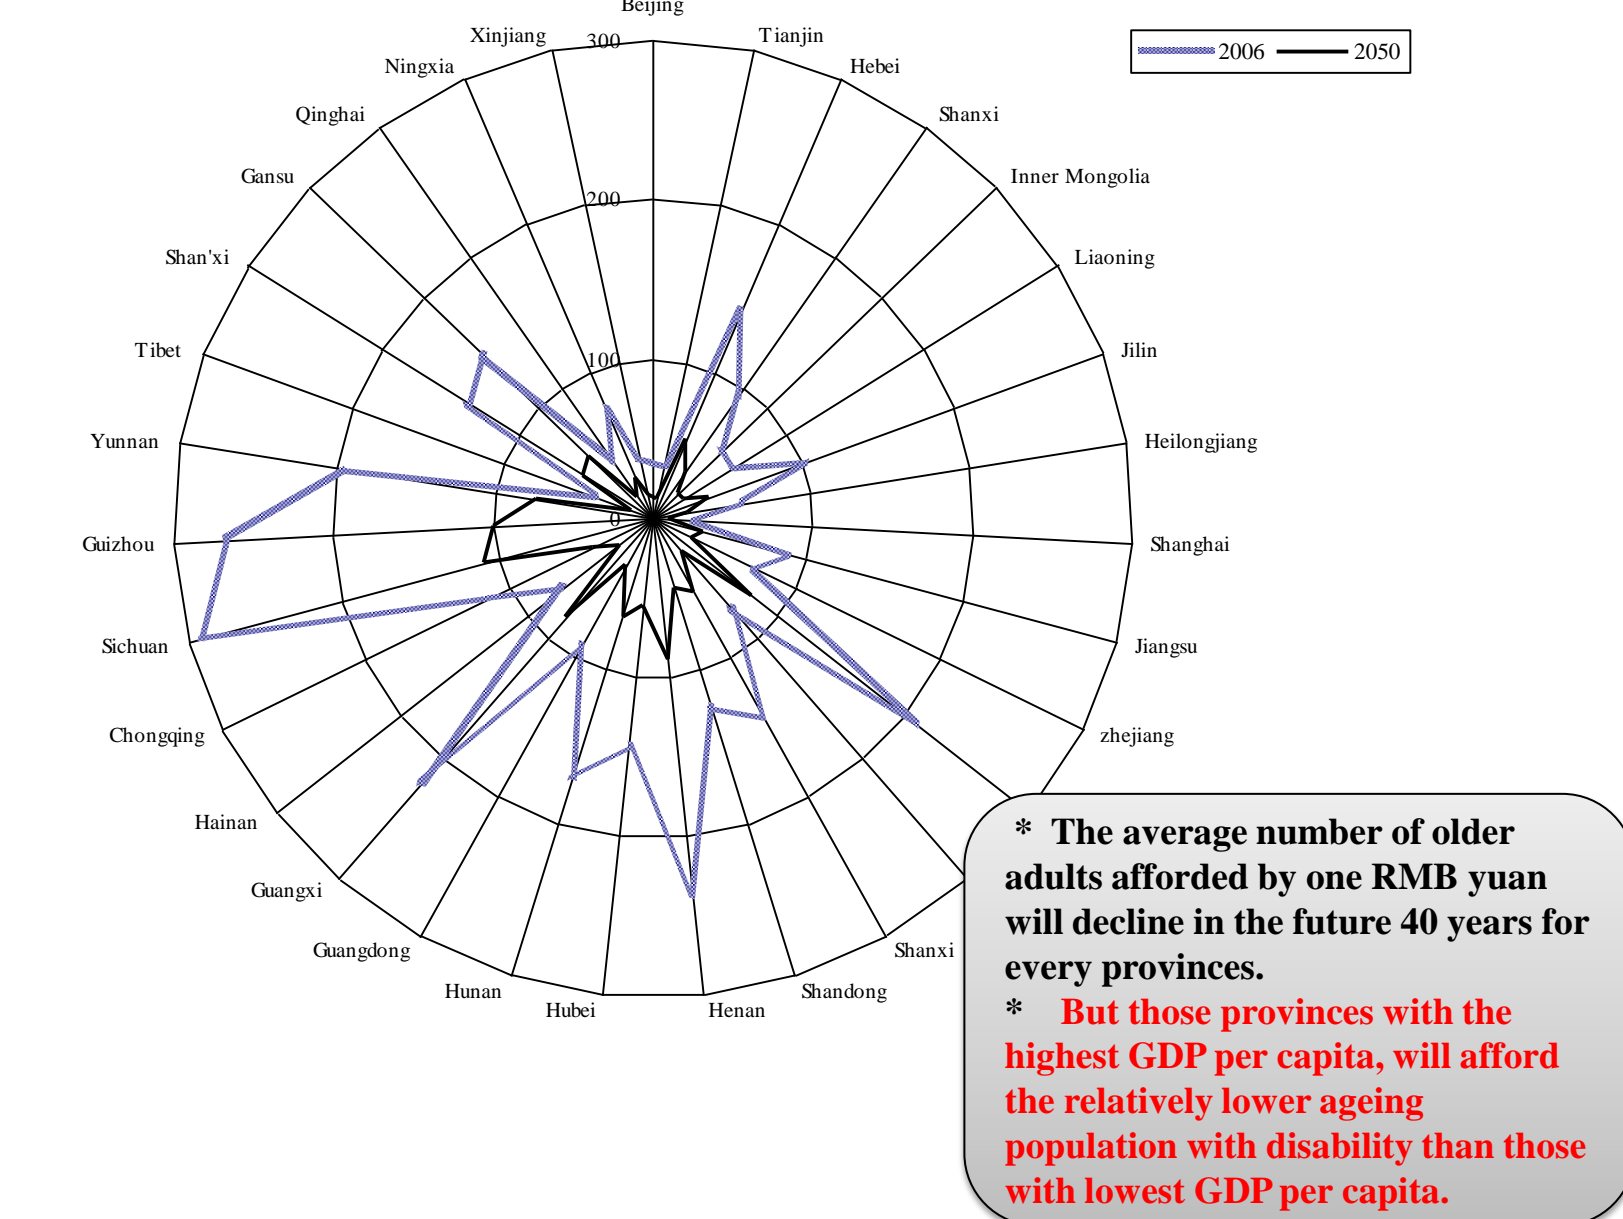 Beijing
Tianjin
Hebei
Shanxi
Inner Mongolia
Liaoning
Jilin
Heilongjiang
Shanghai
Jiangsu
zhejiang
Shanxi
Shandong
Henan
Hubei
Hunan
Guangdong
Guangxi
Hainan
Chongqing
Sichuan
Guizhou
Yunnan
Tibet
Shan'xi
Gansu
Qinghai
Ningxia
Xinjiang
300
200
100
0
2006 2050
* The average number of older
adults afforded by one RMB yuan
will decline in the future 40 years for
every provinces.
* But those provinces with the
highest GDP per capita, will afford
the relatively lower ageing
population with disability than those
with lowest GDP per capita.